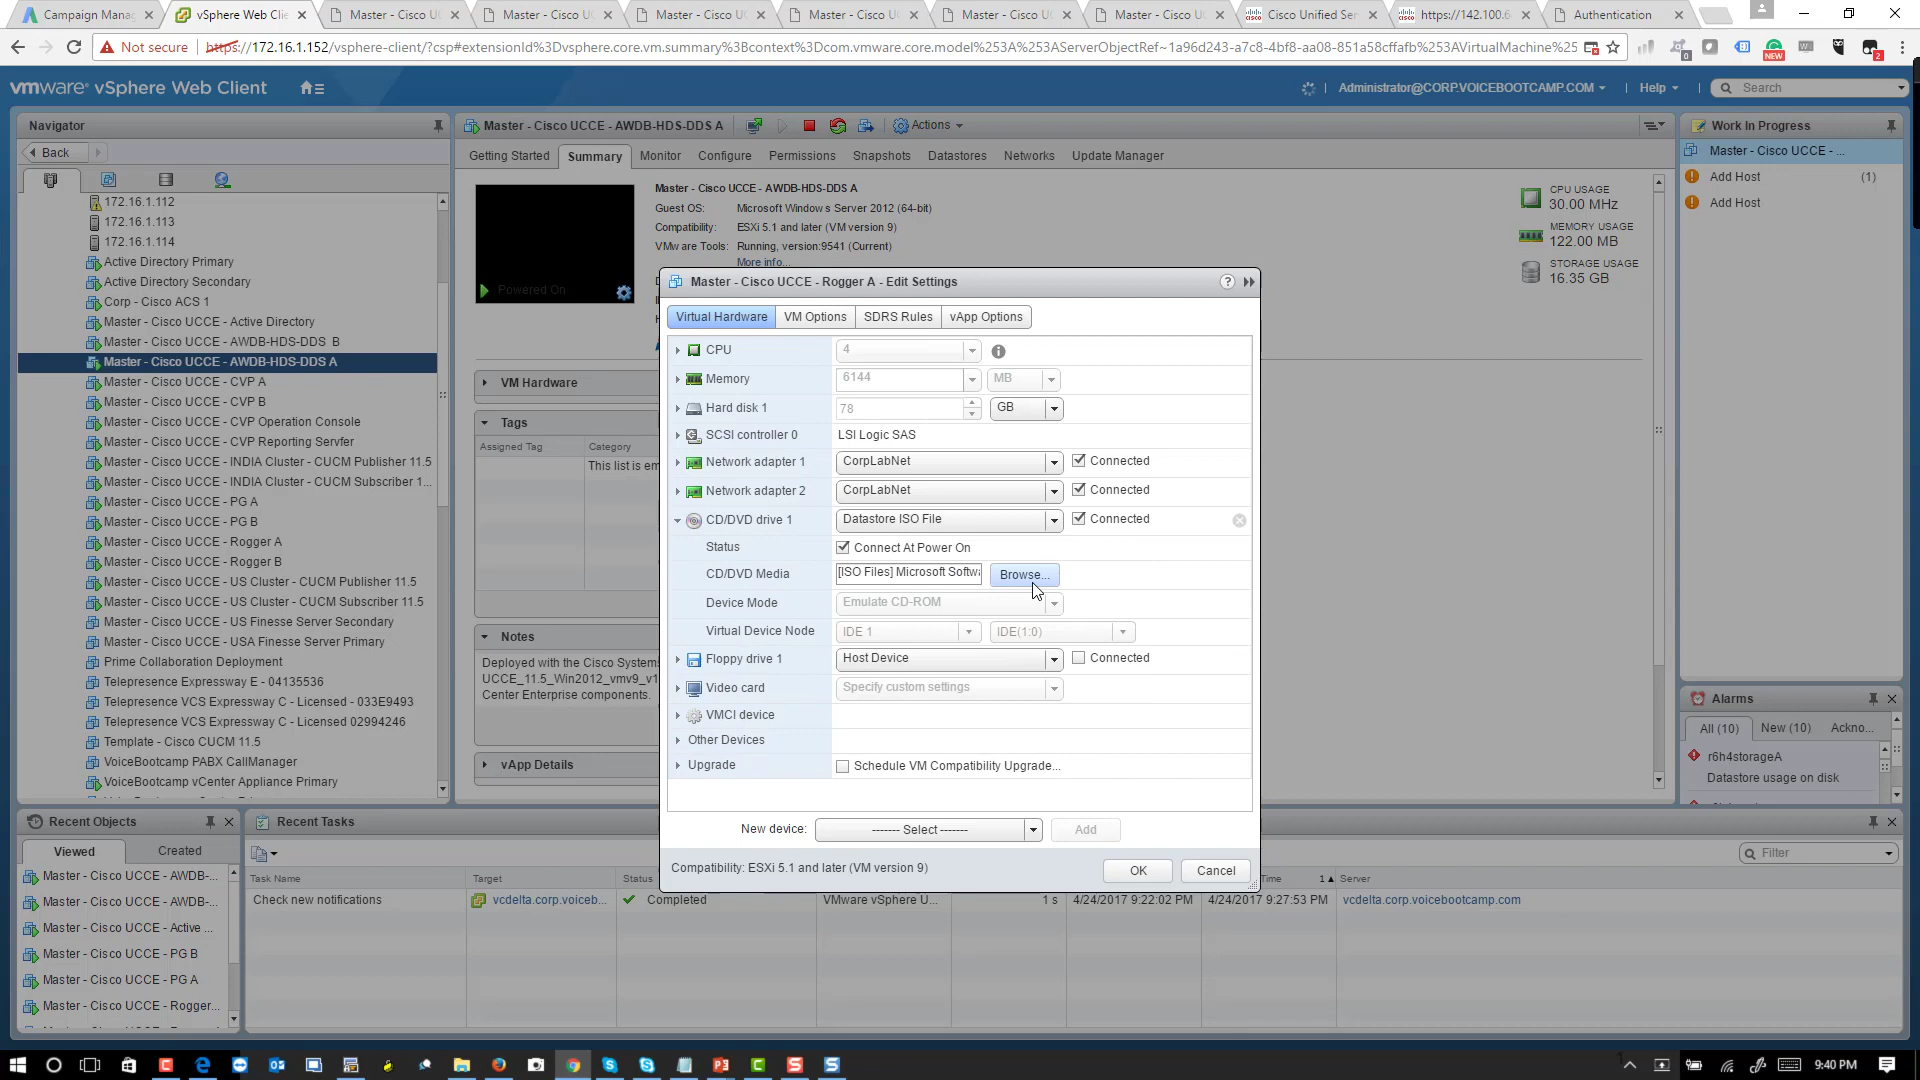 Campaign Manag
vSphere Web Clie
Master - Cisco UC
Master - Cisco U
Master - Cisco U
Master - Cisco U
Master - Cisco U
Master - Cisco U
Cisco Unified Ser
https://142.100.6
Authentication
Not secure
https://172.16.1.152/vsphere-client/?csp#extensionId%3Dvsphere.core.vm.summary%3Bcontext%3Dcom.vmware.core.model%253A%253AServerObjectRef~1a96d243-a7c8-4bf8-aa08-851a58cffafb%253AVirtualMachine%25
0
NEW
2
vmware vSphere Web Client
Administrator@CORP.VOICEBOOTCAMP.COM
Help
Search
Navigator
Back
172.16.1.112
172.16.1.113
172.16.1.114
Active Directory Primary
Active Directory Secondary
Corp - Cisco ACS 1
Master - Cisco UCCE - Active Directory
Master - Cisco UCCE - AWDB-HDS-DDS B
Master - Cisco UCCE - AWDB-HDS-DDS A
Master - Cisco UCCE - CVP A
Master - Cisco UCCE - CVP B
Master - Cisco UCCE - CVP Operation Console
Master - Cisco UCCE - CVP Reporting Servfer
Master - Cisco UCCE - INDIA Cluster - CUCM Publisher 11.5
Master - Cisco UCCE - INDIA Cluster - CUCM Subscriber 1...
Master - Cisco UCCE - PG A
Master - Cisco UCCE - PG B
Master - Cisco UCCE - Rogger A
Master - Cisco UCCE - Rogger B
Master - Cisco UCCE - US Cluster - CUCM Publisher 11.5
Master - Cisco UCCE - US Cluster - CUCM Subscriber 11.5
Master - Cisco UCCE - US Finesse Server Secondary
Master - Cisco UCCE - USA Finesse Server Primary
Prime Collaboration Deployment
Telepresence Expressway E - 04135536
Telepresence VCS Expressway C - Licensed - 033E9493
Telepresence VCS Expressway C - Licensed 02994246
Template - Cisco CUCM 11.5
VoiceBootcamp PABX CallManager
VoiceBootcamp vCenter Appliance Primary
Master - Cisco UCCE - AWDB-HDS-DDS A
Actions
Getting Started
Summary
Monitor
Configure
Permissions
Snapshots
Datastores
Networks
Update Manager
Powered On
Master - Cisco UCCE - AWDB-HDS-DDS A
Guest OS: Microsoft Windows Server 2012 (64-bit)
Compatibility: ESXi 5.1 and later (VM version 9)
VMware Tools: Running, version:9541 (Current)
More info...
CPU USAGE
30.00 MHz
MEMORY USAGE
122.00 MB
STORAGE USAGE
16.35 GB
VM Hardware
Tags
Assigned Tag
Category
This list is em
Notes
Deployed with the Cisco System
UCCE_11.5_Win2012_vmv9_v1
Center Enterprise components.
vApp Details
Master - Cisco UCCE - Rogger A - Edit Settings
Virtual Hardware
VM Options
SDRS Rules
vApp Options
CPU
4
Memory
6144
MB
Hard disk 1
78
GB
SCSI controller 0
LSI Logic SAS
Network adapter 1
CorpLabNet
Connected
Network adapter 2
CorpLabNet
Connected
CD/DVD drive 1
Datastore ISO File
Connected
Status
Connect At Power On
CD/DVD Media
[ISO Files] Microsoft Softwa
Browse...
Device Mode
Emulate CD-ROM
Virtual Device Node
IDE 1
IDE(1:0)
Floppy drive 1
Host Device
Connected
Video card
Specify custom settings
VMCI device
Other Devices
Upgrade
Schedule VM Compatibility Upgrade...
New device:
------- Select -------
Add
Compatibility: ESXi 5.1 and later (VM version 9)
OK
Cancel
Work In Progress
Master - Cisco UCCE - ...
Add Host (1)
Add Host
Alarms
All (10)
New (10)
Ackno...
r6h4storageA
Datastore usage on disk
Recent Objects
Viewed
Created
Master - Cisco UCCE - AWDB-...
Master - Cisco UCCE - AWDB-...
Master - Cisco UCCE - Active ...
Master - Cisco UCCE - PG B
Master - Cisco UCCE - PG A
Master - Cisco UCCE - Rogger...
Recent Tasks
Filter
Task Name
Target
Status
Time
1
Server
Check new notifications
vcdelta.corp.voiceb...
Completed
VMware vSphere U...
1 s
4/24/2017 9:22:02 PM
4/24/2017 9:27:53 PM
vcdelta.corp.voicebootcamp.com
9:40 PM